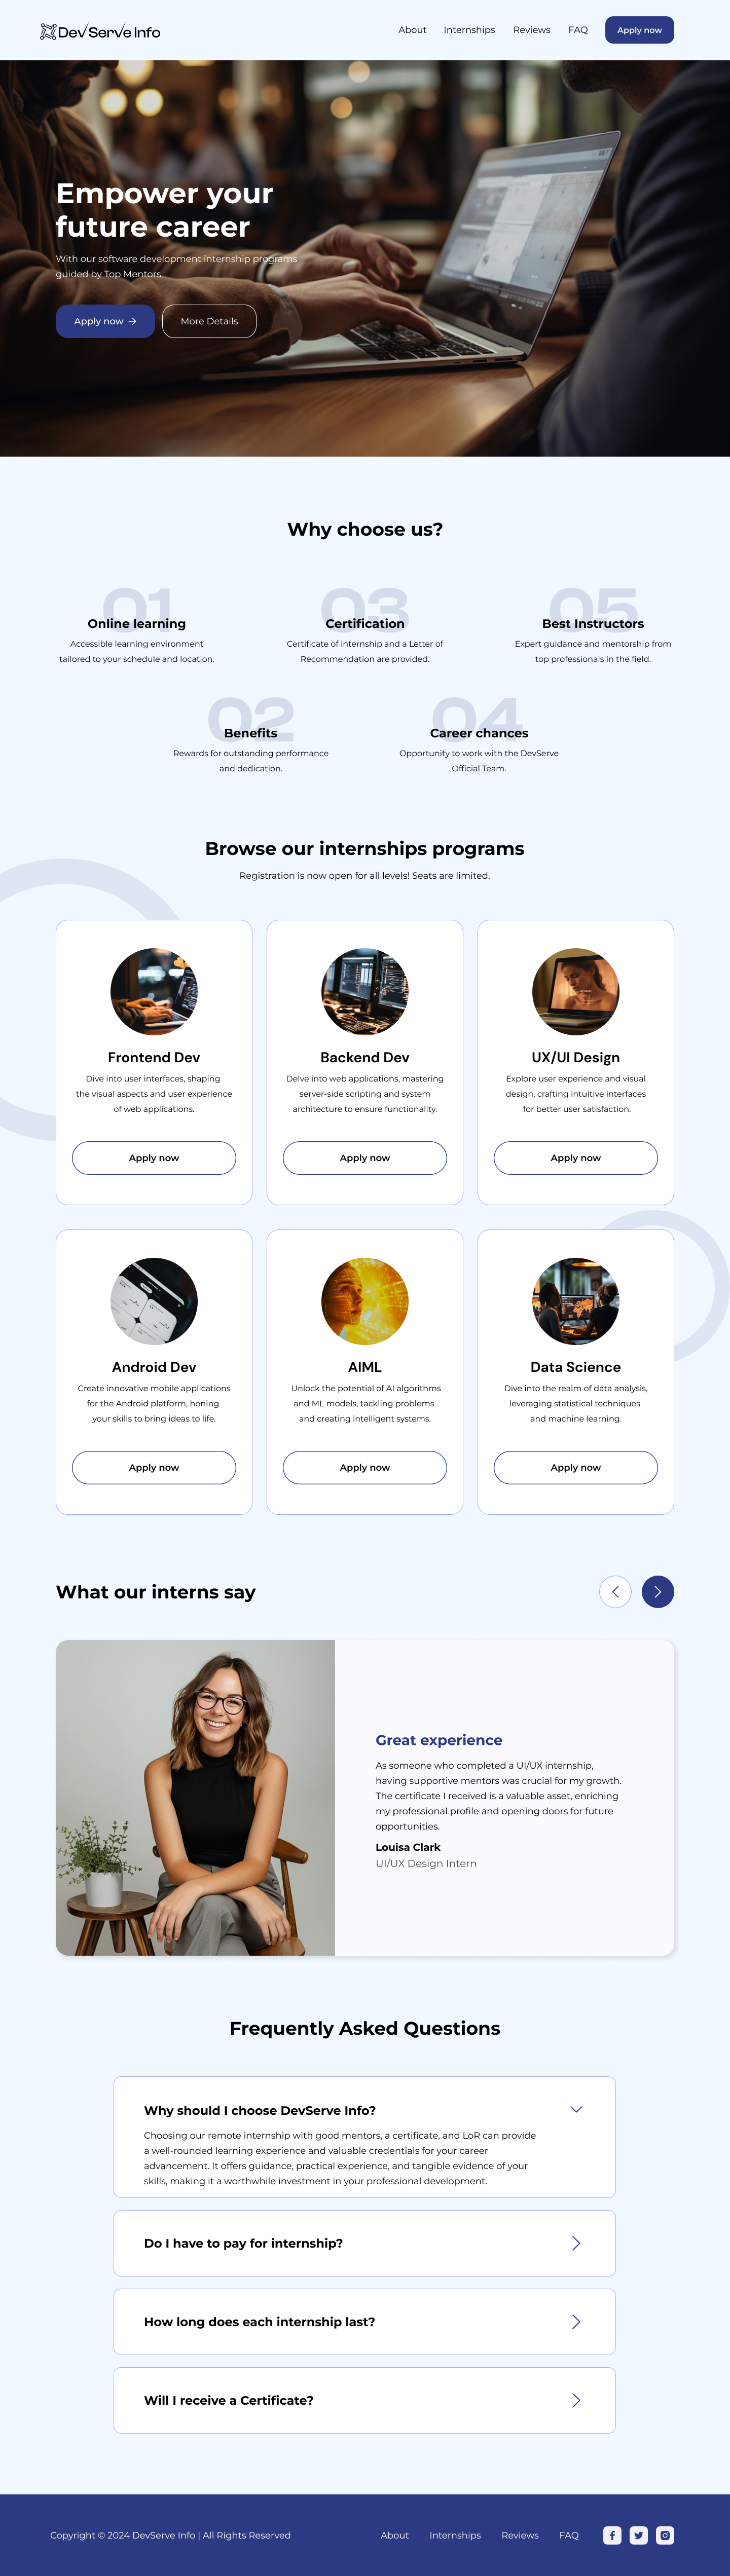 DevServe Info
About
Internships
Reviews
FAQ
Apply now
Empower your
future career
With our software development internship programs
guided by Top Mentors.
Apply now
More Details
Why choose us?
01
Online learning
Accessible learning environment
tailored to your schedule and location.
03
Certification
Certificate of internship and a Letter of
Recommendation are provided.
05
Best Instructors
Expert guidance and mentorship from
top professionals in the field.
02
Benefits
Rewards for outstanding performance
and dedication.
04
Career chances
Opportunity to work with the DevServe
Official Team.
Browse our internships programs
Registration is now open for all levels! Seats are limited.
Frontend Dev
Dive into user interfaces, shaping
the visual aspects and user experience
of web applications.
Apply now
Backend Dev
Delve into web applications, mastering
server-side scripting and system
architecture to ensure functionality.
Apply now
UX/UI Design
Explore user experience and visual
design, crafting intuitive interfaces
for better user satisfaction.
Apply now
Android Dev
Create innovative mobile applications
for the Android platform, honing
your skills to bring ideas to life.
Apply now
AIML
Unlock the potential of AI algorithms
and ML models, tackling problems
and creating intelligent systems.
Apply now
Data Science
Dive into the realm of data analysis,
leveraging statistical techniques
and machine learning.
Apply now
What our interns say
Great experience
As someone who completed a UI/UX internship,
having supportive mentors was crucial for my growth.
The certificate I received is a valuable asset, enriching
my professional profile and opening doors for future
opportunities.
Louisa Clark
UI/UX Design Intern
Frequently Asked Questions
Why should I choose DevServe Info?
Choosing our remote internship with good mentors, a certificate, and LoR can provide
a well-rounded learning experience and valuable credentials for your career
advancement. It offers guidance, practical experience, and tangible evidence of your
skills, making it a worthwhile investment in your professional development.
Do I have to pay for internship?
How long does each internship last?
Will I receive a Certificate?
Copyright © 2024 DevServe Info | All Rights Reserved
About
Internships
Reviews
FAQ